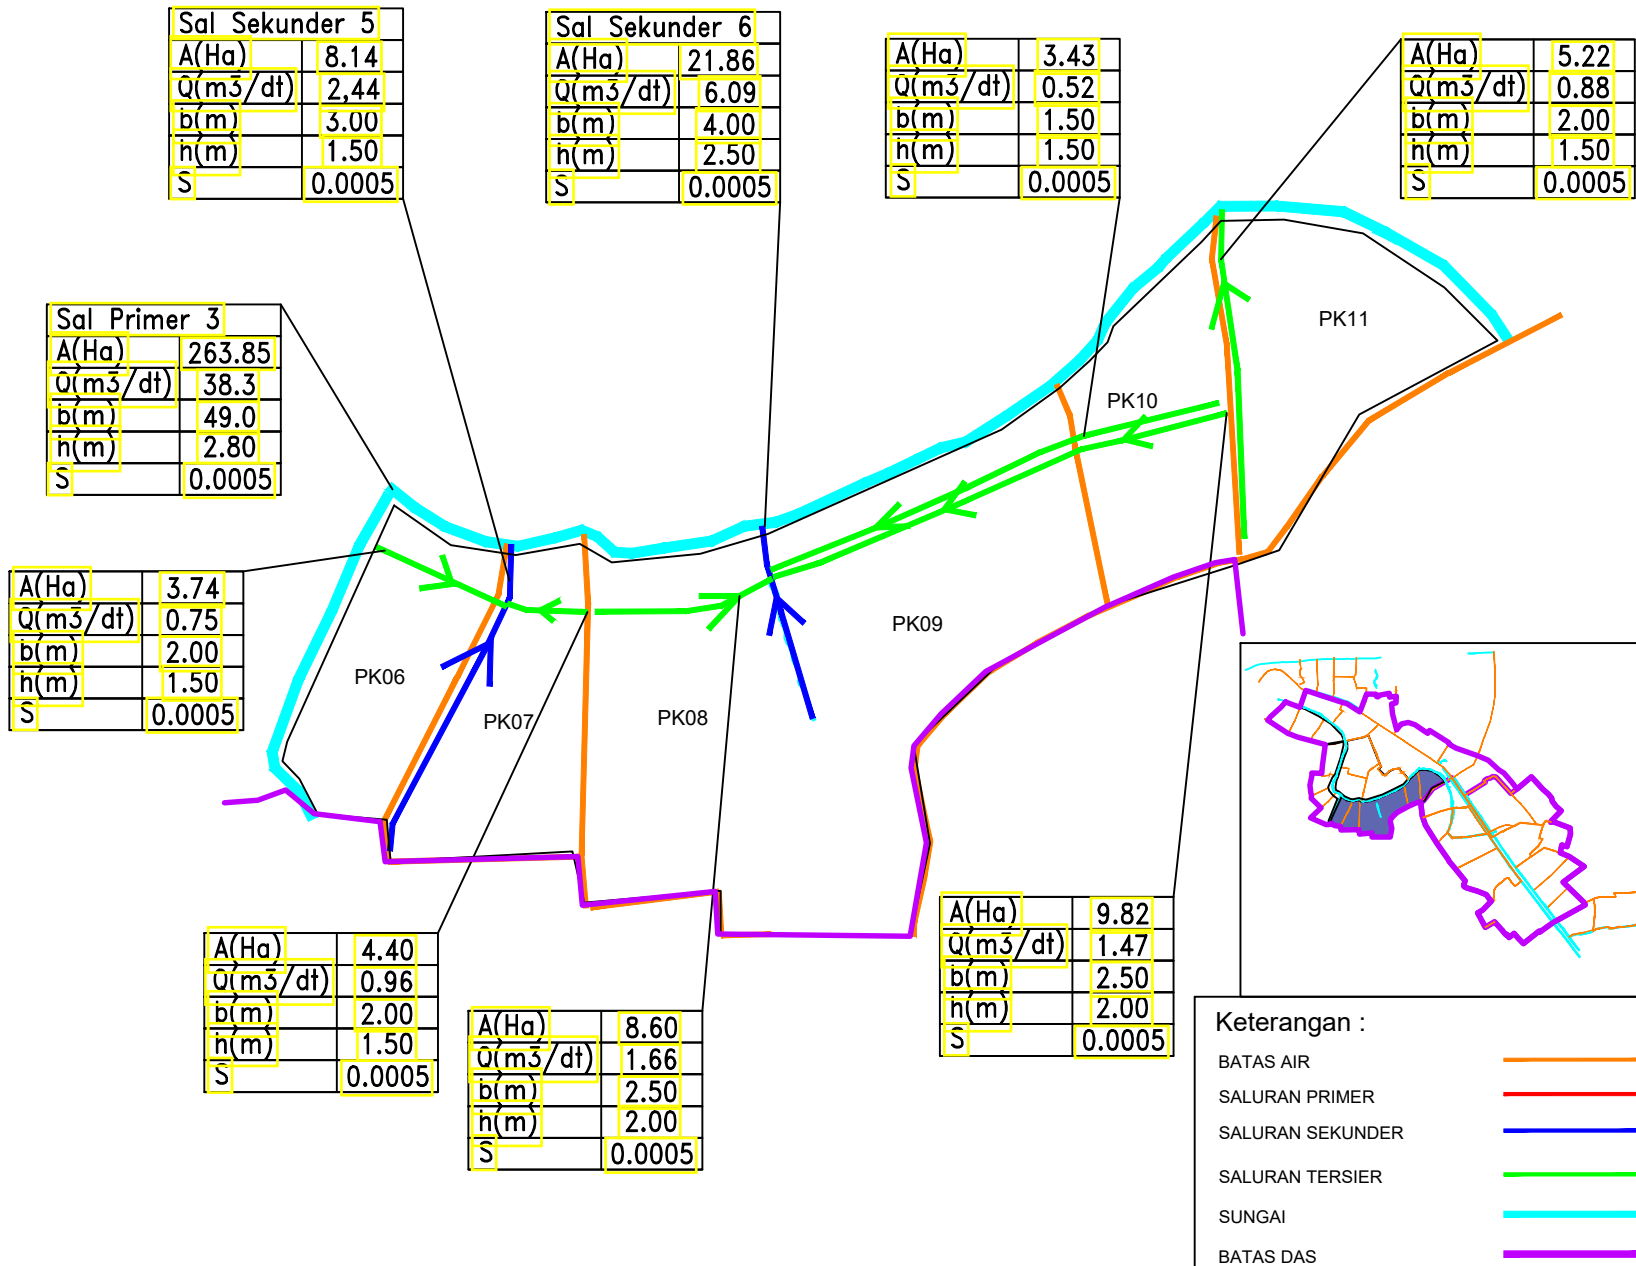 Sal Sekunder 5
A(Ha) 8.14
Q(m3/dt) 2,44
b(m) 3.00
h(m) 1.50
S 0.0005
Sal Sekunder 6
A(Ha) 21.86
Q(m3/dt) 6.09
b(m) 4.00
h(m) 2.50
S 0.0005
A(Ha) 3.43
Q(m3/dt) 0.52
b(m) 1.50
h(m) 1.50
S 0.0005
A(Ha) 5.22
Q(m3/dt) 0.88
b(m) 2.00
h(m) 1.50
S 0.0005
Sal Primer 3
A(Ha) 263.85
Q(m3/dt) 38.3
b(m) 49.0
h(m) 2.80
S 0.0005
PK11
PK10
A(Ha) 3.74
Q(m3/dt) 0.75
b(m) 2.00
h(m) 1.50
S 0.0005
PK09
PK06
PK07
PK08
A(Ha) 4.40
Q(m3/dt) 0.96
b(m) 2.00
h(m) 1.50
S 0.0005
A(Ha) 8.60
Q(m3/dt) 1.66
b(m) 2.50
h(m) 2.00
S 0.0005
A(Ha) 9.82
Q(m3/dt) 1.47
b(m) 2.50
h(m) 2.00
S 0.0005
Keterangan :
BATAS AIR
SALURAN PRIMER
SALURAN SEKUNDER
SALURAN TERSIER
SUNGAI
BATAS DAS